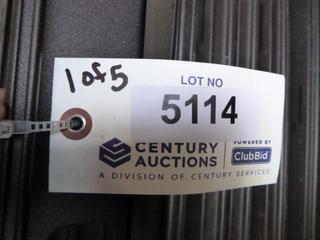 1 of 5
LOT NO
5114
CENTURY
AUCTIONS
POWERED BY
ClubBid
A DIVISION OF CENTURY SERVICES